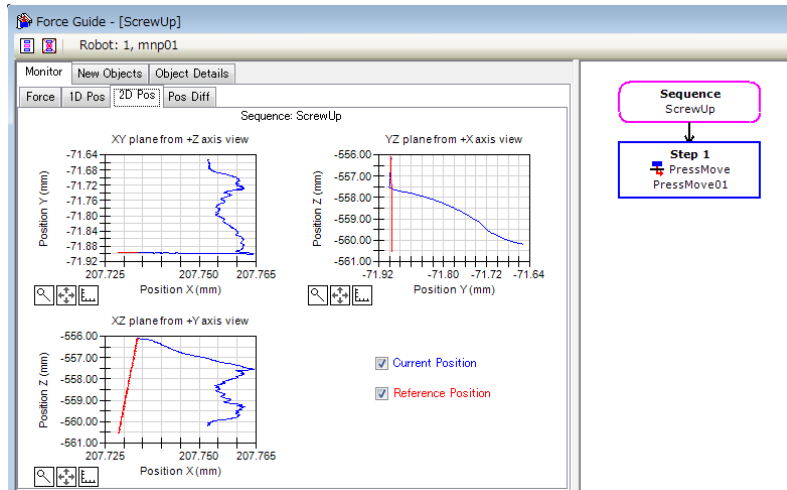 Force Guide - [ScrewUp]
Robot: 1, mnp01
Monitor New Objects Object Details
Force 1D Pos 2D Pos Pos Diff
Sequence: ScrewUp
XY plane from +Z axis view
Position Y (mm)
-71.64
-71.68
-71.72
-71.76
-71.80
-71.84
-71.88
-71.92
207.725 207.750 207.765
Position X (mm)
YZ plane from +X axis view
Position Z (mm)
-556.00
-557.00
-558.00
-559.00
-560.00
-561.00
-71.92 -71.80 -71.72 -71.64
Position Y (mm)
XZ plane from +Y axis view
Position Z (mm)
-556.00
-557.00
-558.00
-559.00
-560.00
-561.00
207.725 207.750 207.765
Position X (mm)
Current Position
Reference Position
Sequence
ScrewUp
Step 1
PressMove
PressMove01